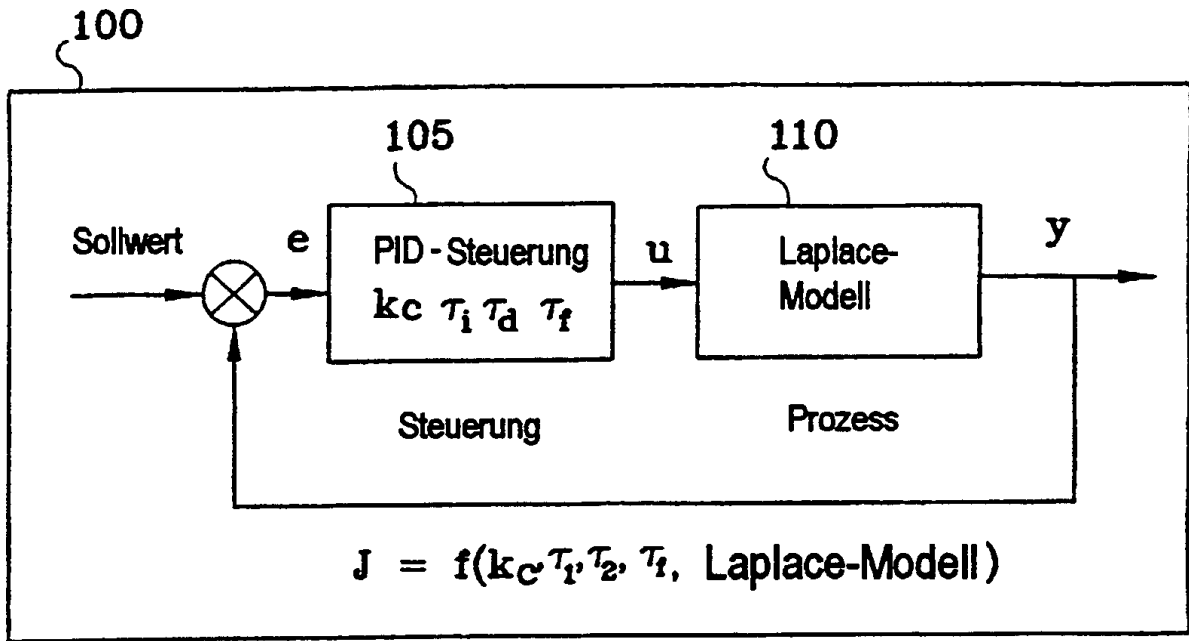 100
105
110
Sollwert
e
PID-Steuerung
kc τi τd τf
u
Laplace-
Modell
y
Steuerung
Prozess
J = f(kC, τ1, τ2, τf, Laplace-Modell)